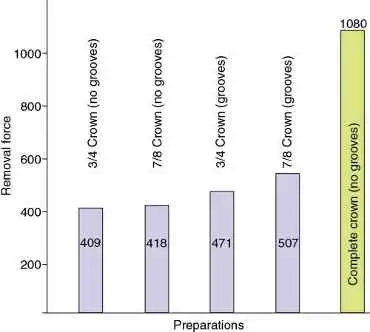 1080
1000
800
600
400
200
Removal force
3/4 Crown (no grooves)
7/8 Crown (no grooves)
3/4 Crown (grooves)
7/8 Crown (grooves)
Complete crown (no grooves)
409
418
471
507
Preparations